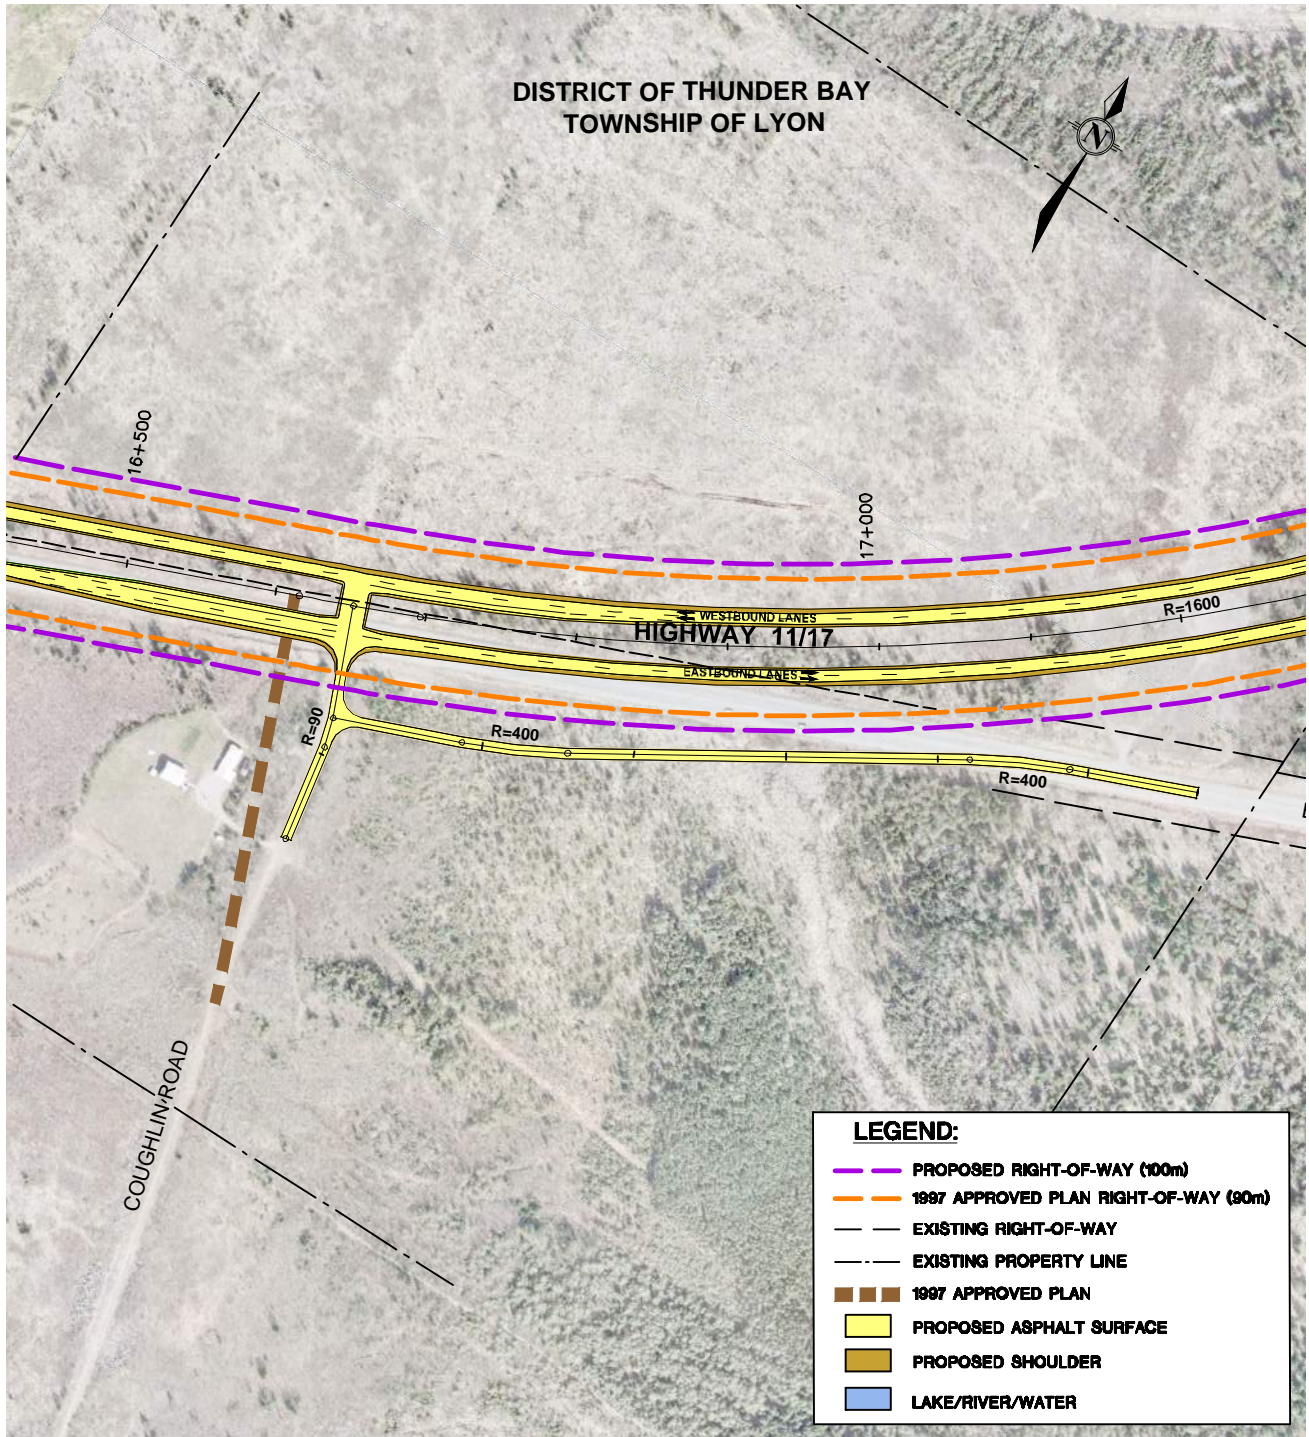 DISTRICT OF THUNDER BAY
TOWNSHIP OF LYON
N
16+500
17+000
WESTBOUND LANES
R=1600
HIGHWAY 11/17
EASTBOUND LANES
R=90
R=400
R=400
COUGHLIN ROAD
LEGEND:
PROPOSED RIGHT-OF-WAY (100m)
1997 APPROVED PLAN RIGHT-OF-WAY (90m)
EXISTING RIGHT-OF-WAY
EXISTING PROPERTY LINE
1997 APPROVED PLAN
PROPOSED ASPHALT SURFACE
PROPOSED SHOULDER
LAKE/RIVER/WATER